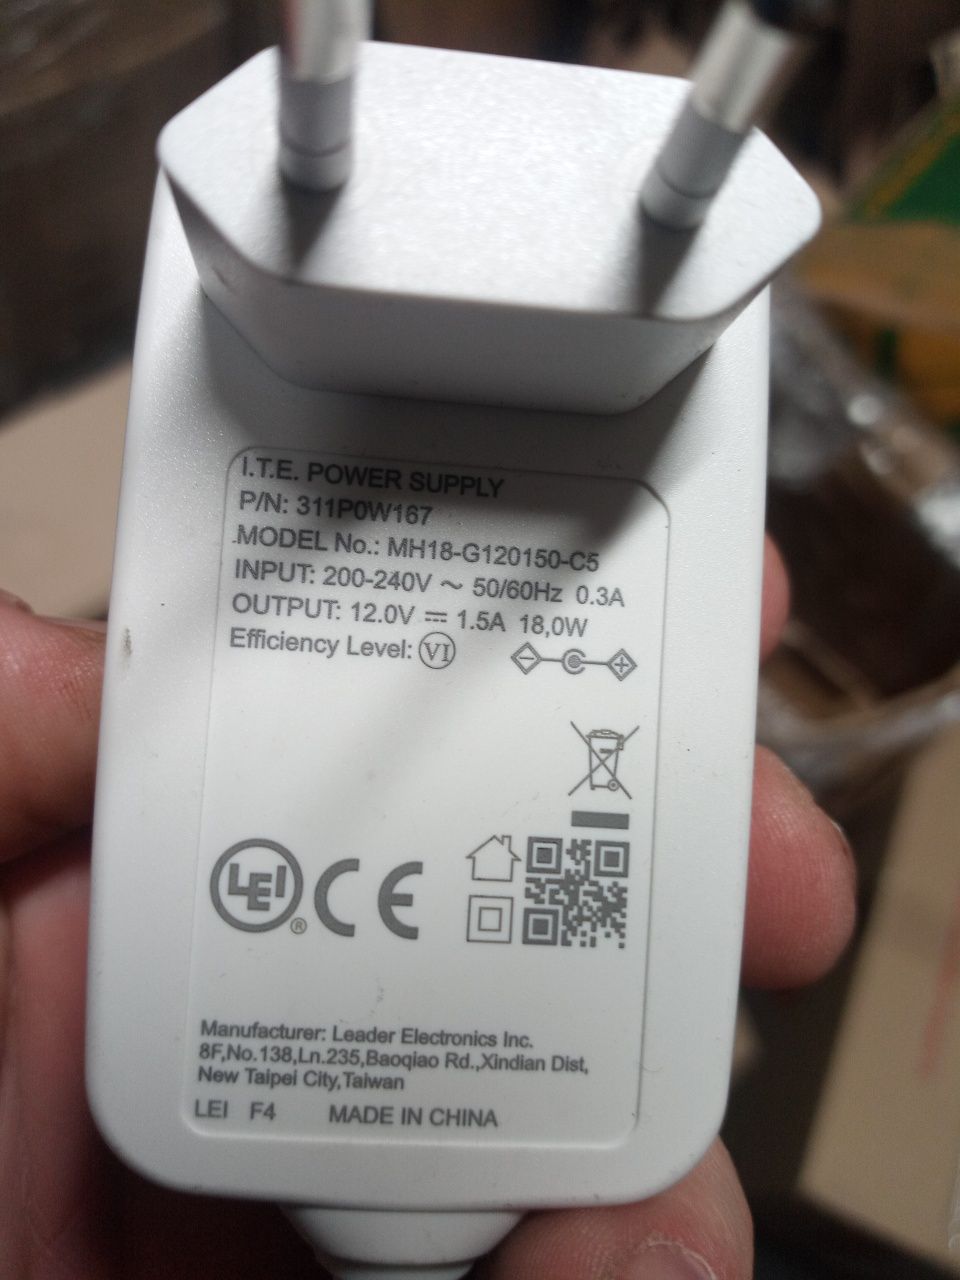 I.T.E. POWER SUPPLY
P/N: 311P0W167
MODEL No.: MH18-G120150-C5
INPUT: 200-240V ~ 50/60Hz 0.3A
OUTPUT: 12.0V ⎓ 1.5A 18,0W
Efficiency Level: VI
LEI ® CE
Manufacturer: Leader Electronics Inc.
8F,No.138,Ln.235,Baoqiao Rd.,Xindian Dist,
New Taipei City,Taiwan
LEI F4 MADE IN CHINA